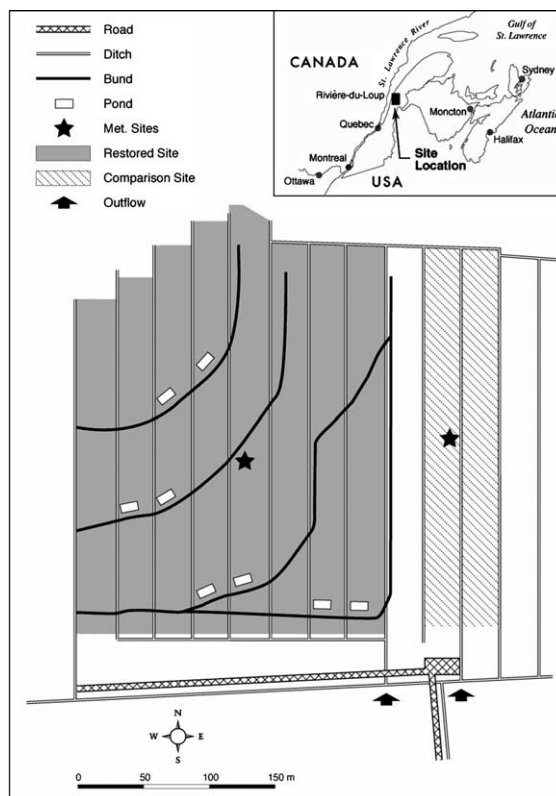 Road
Ditch
Bund
Pond
Met. Sites
Restored Site
Comparison Site
Outflow
Gulf of
St. Lawrence
CANADA
St. Lawrence River
Sydney
Rivière-du-Loup
Moncton
Atlantic
Ocean
Quebec
Halifax
Site
Location
Montreal
USA
Ottawa
N
W
E
S
0
50
100
150 m